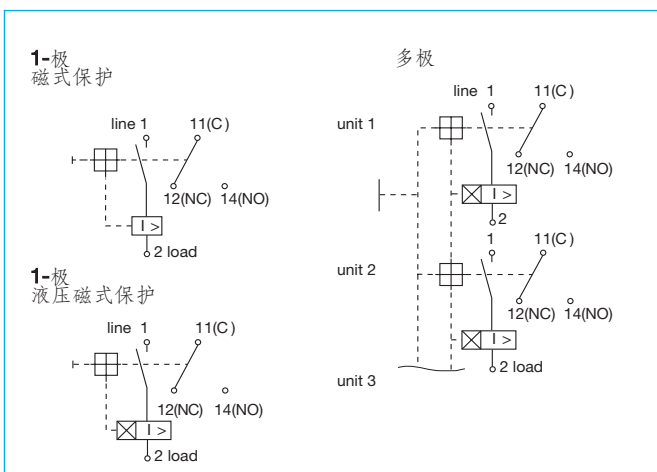 1-极
磁式保护
line 1
11(C)
12(NC)
14(NO)
I >
2 load
1-极
液压磁式保护
line 1
11(C)
12(NC)
14(NO)
I >
2 load
多极
line 1
11(C)
unit 1
12(NC)
14(NO)
I >
2
1
11(C)
unit 2
12(NC)
14(NO)
I >
2 load
unit 3